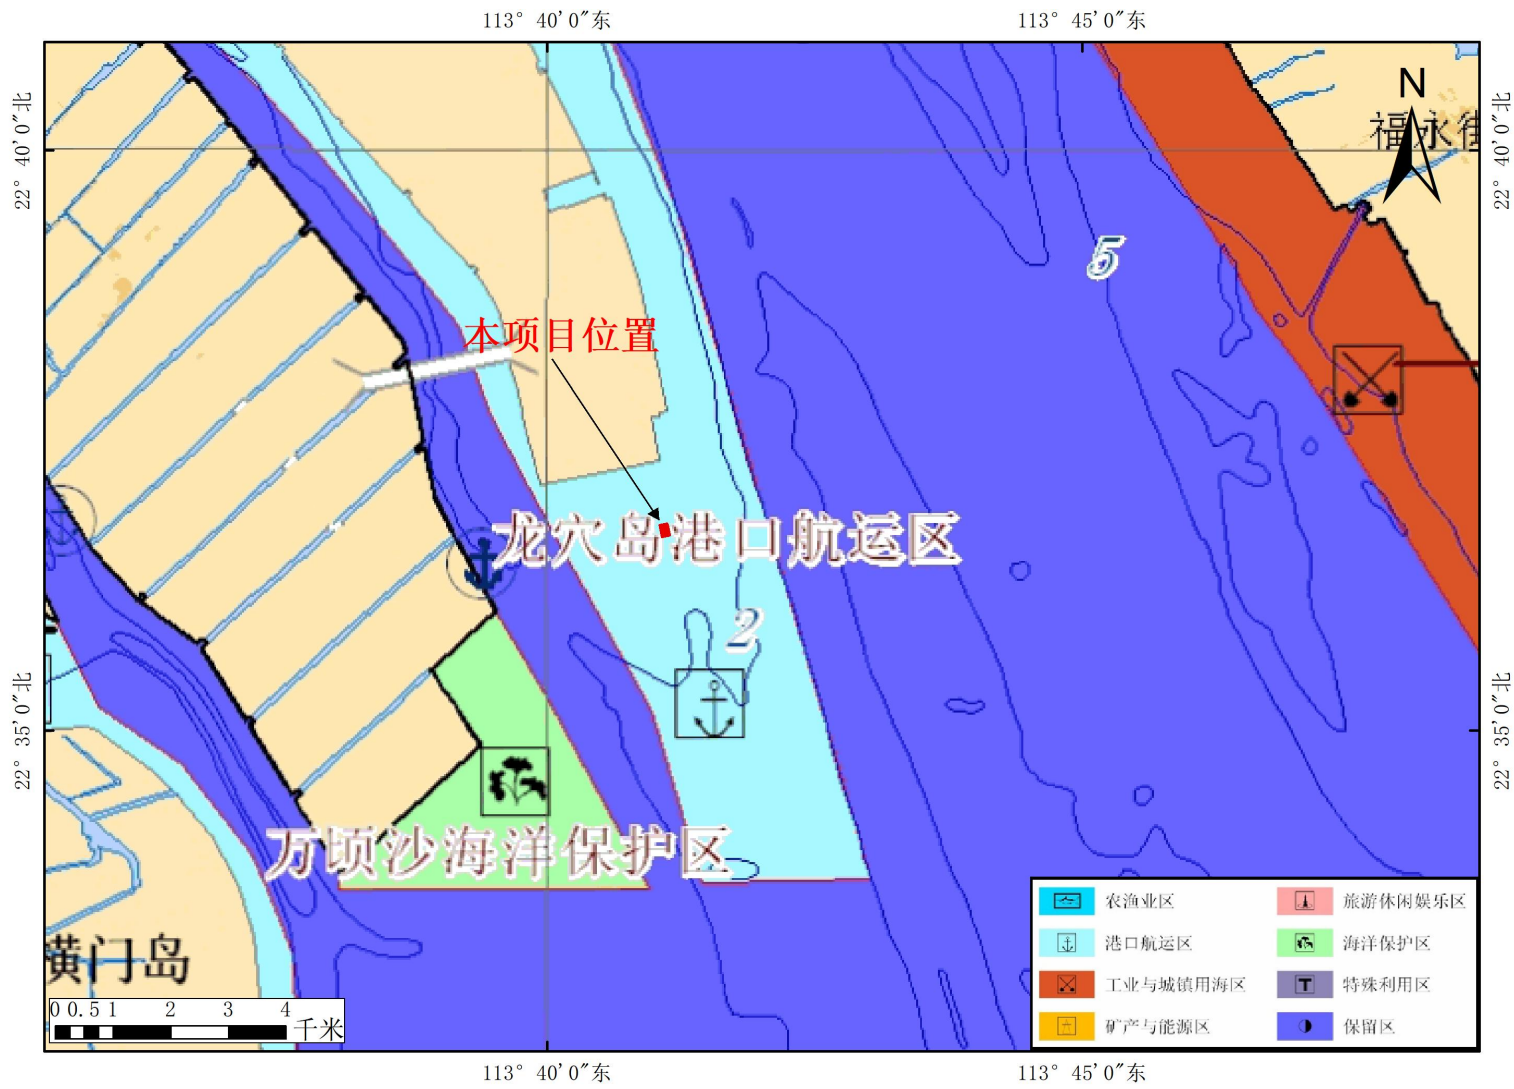 113° 40′0″东
113° 45′0″东
22° 40′0″北
22° 40′0″北
N
福永街
5
本项目位置
龙穴岛港口航运区
2
22° 35′0″北
22° 35′0″北
万顷沙海洋保护区
横门岛
农渔业区
旅游休闲娱乐区
港口航运区
海洋保护区
工业与城镇用海区
特殊利用区
矿产与能源区
保留区
0 0.5 1 2 3 4
千米
113° 40′0″东
113° 45′0″东